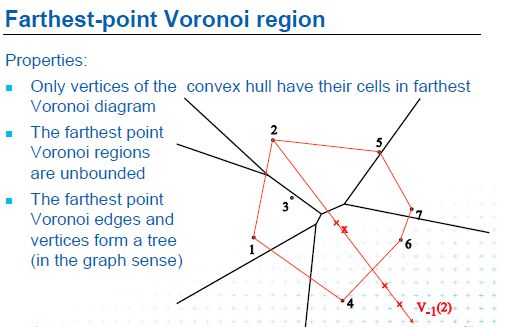 Farthest-point Voronoi region
Properties:
Only vertices of the convex hull have their cells in farthest
Voronoi diagram
The farthest point
Voronoi regions
are unbounded
The farthest point
Voronoi edges and
vertices form a tree
(in the graph sense)
2
5
3
7
1
6
4
x
V-1(2)